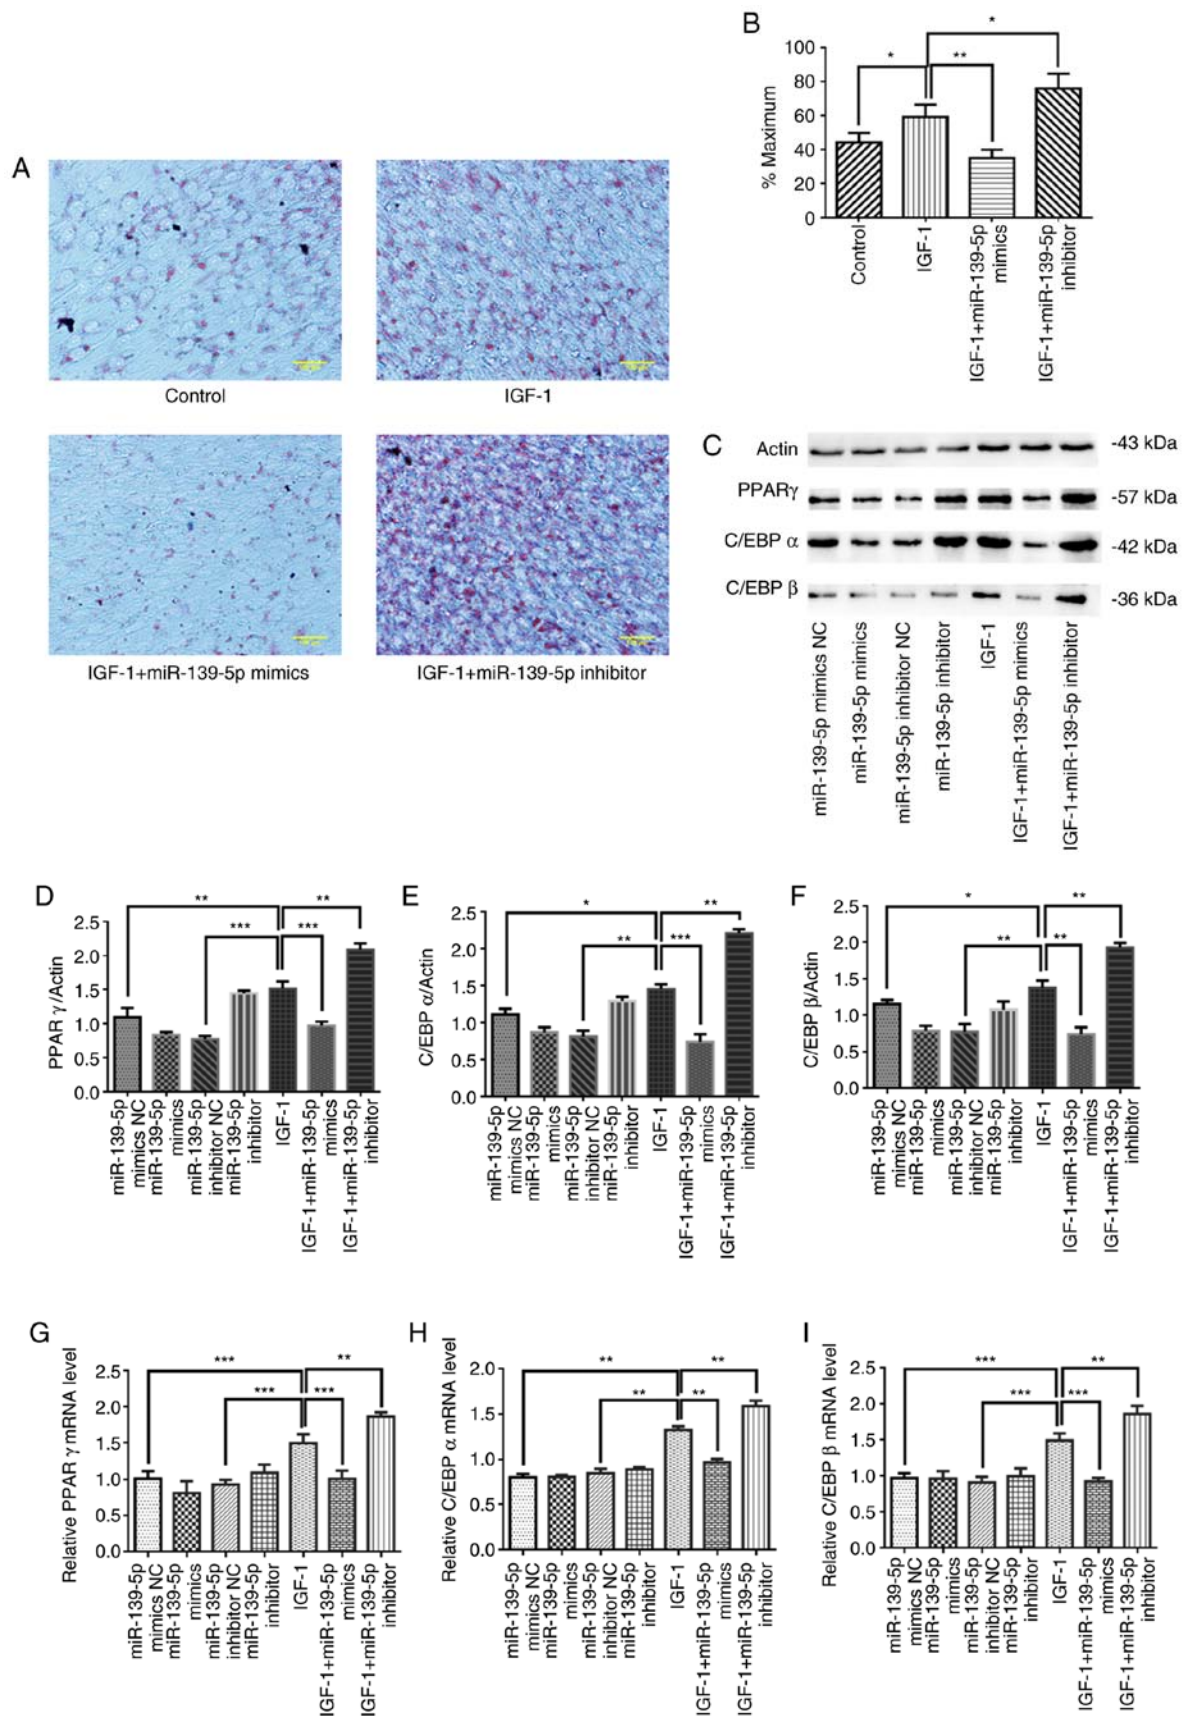 A
Control
IGF-1
IGF-1+miR-139-5p mimics
IGF-1+miR-139-5p inhibitor
B
% Maximum
100
80
60
40
20
0
*
**
*
Control
IGF-1
IGF-1+miR-139-5p
mimics
IGF-1+miR-139-5p
inhibitor
C
Actin
-43 kDa
PPARγ
-57 kDa
C/EBP α
-42 kDa
C/EBP β
-36 kDa
miR-139-5p mimics NC
miR-139-5p mimics
miR-139-5p inhibitor NC
miR-139-5p inhibitor
IGF-1
IGF-1+miR-139-5p mimics
IGF-1+miR-139-5p inhibitor
D
PPAR γ/Actin
2.5
2.0
1.5
1.0
0.5
0.0
**
**
***
***
miR-139-5p
mimics NC
miR-139-5p
mimics
miR-139-5p
inhibitor NC
miR-139-5p
inhibitor
IGF-1
IGF-1+miR-139-5p
mimics
IGF-1+miR-139-5p
inhibitor
E
C/EBP α/Actin
2.5
2.0
1.5
1.0
0.5
0.0
*
**
**
***
miR-139-5p
mimics NC
miR-139-5p
mimics
miR-139-5p
inhibitor NC
miR-139-5p
inhibitor
IGF-1
IGF-1+miR-139-5p
mimics
IGF-1+miR-139-5p
inhibitor
F
C/EBP β/Actin
2.5
2.0
1.5
1.0
0.5
0.0
*
**
**
**
miR-139-5p
mimics NC
miR-139-5p
mimics
miR-139-5p
inhibitor NC
miR-139-5p
inhibitor
IGF-1
IGF-1+miR-139-5p
mimics
IGF-1+miR-139-5p
inhibitor
G
Relative PPAR γ mRNA level
2.5
2.0
1.5
1.0
0.5
0.0
***
**
***
***
miR-139-5p
mimics NC
miR-139-5p
mimics
miR-139-5p
inhibitor NC
miR-139-5p
inhibitor
IGF-1
IGF-1+miR-139-5p
mimics
IGF-1+miR-139-5p
inhibitor
H
Relative C/EBP α mRNA level
2.0
1.5
1.0
0.5
0.0
**
**
**
**
miR-139-5p
mimics NC
miR-139-5p
mimics
miR-139-5p
inhibitor NC
miR-139-5p
inhibitor
IGF-1
IGF-1+miR-139-5p
mimics
IGF-1+miR-139-5p
inhibitor
I
Relative C/EBP β mRNA level
2.5
2.0
1.5
1.0
0.5
0.0
***
**
***
***
miR-139-5p
mimics NC
miR-139-5p
mimics
miR-139-5p
inhibitor NC
miR-139-5p
inhibitor
IGF-1
IGF-1+miR-139-5p
mimics
IGF-1+miR-139-5p
inhibitor